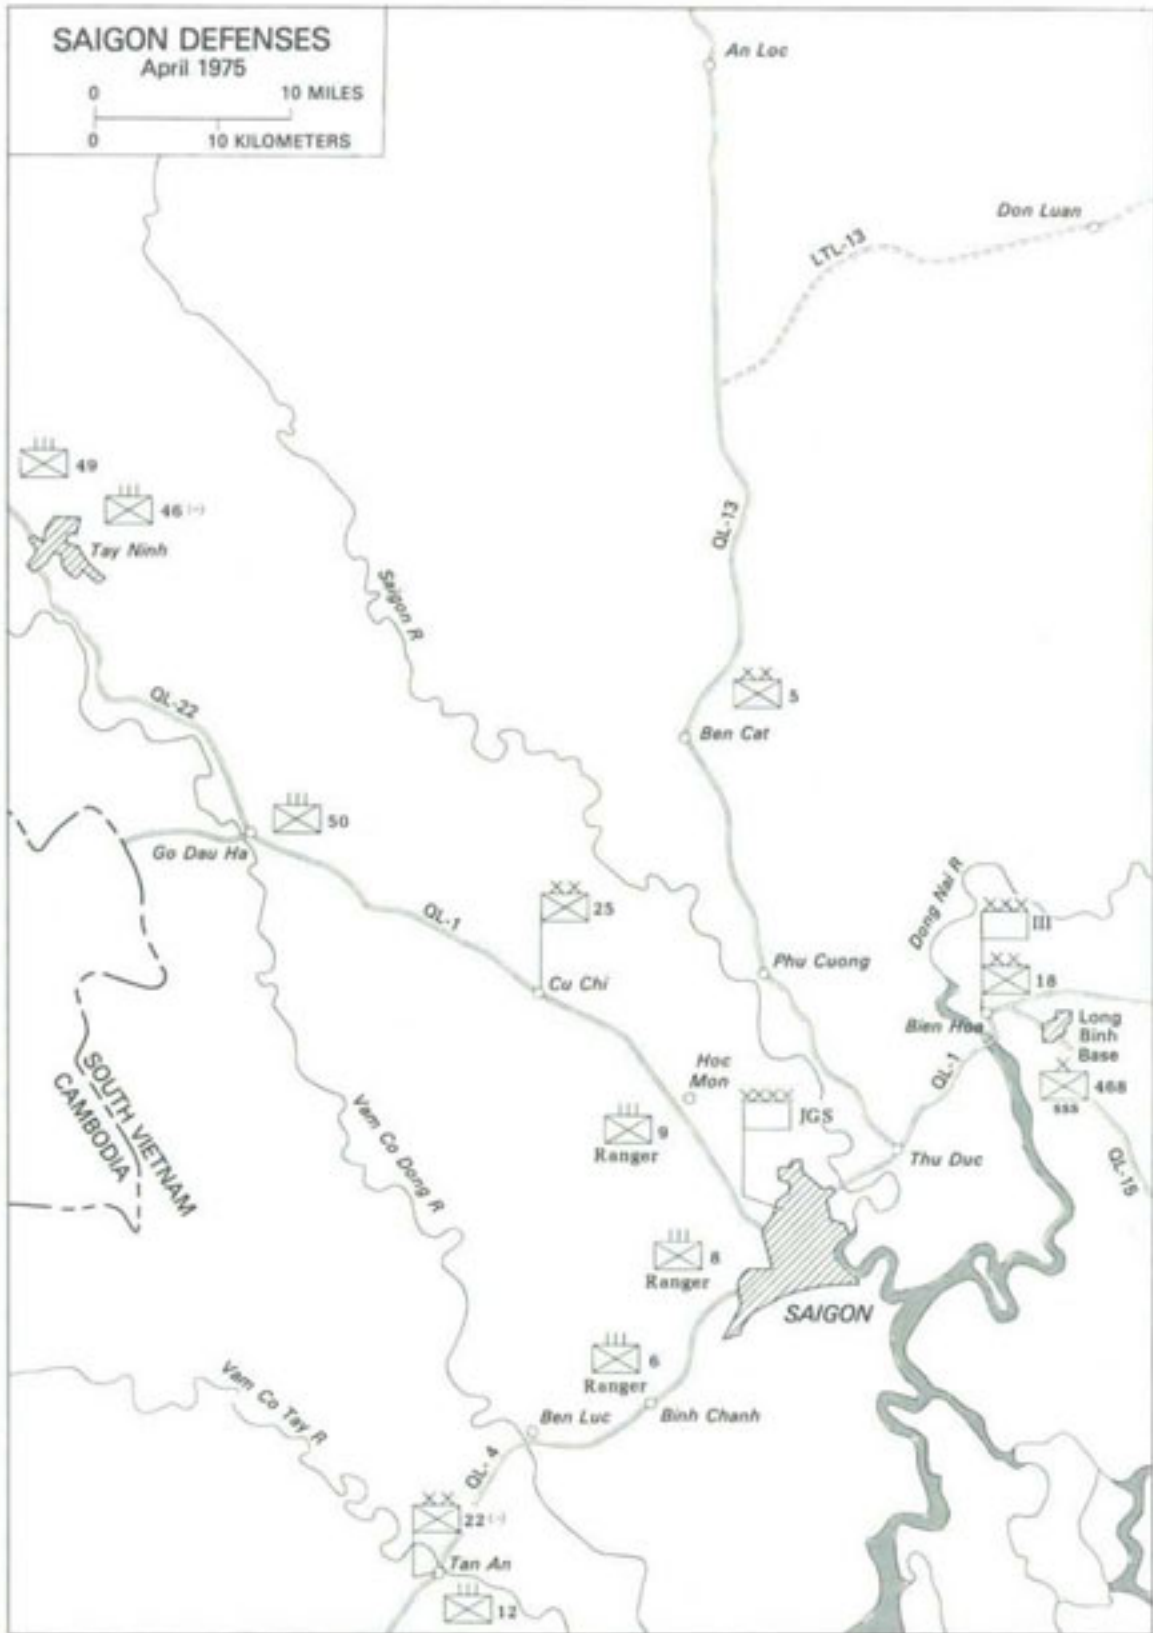 SAIGON DEFENSES
April 1975
0 10 MILES
0 10 KILOMETERS
An Loc
Don Luan
LTL-13
49
46 (-)
Tay Ninh
QL-13
Saigon R
5
QL-22
Ben Cat
50
Go Dau Ha
Dong Nai R
25
QL-1
III
Phu Cuong
18
Cu Chi
Bien Hoa
Long
Binh
Base
QL-1
Hoc
Mon
468
sss
SOUTH VIETNAM
CAMBODIA
Vam Co Dong R
JGS
9
Ranger
Thu Duc
QL-15
8
Ranger
SAIGON
6
Ranger
Vam Co Tay R
Ben Luc
Binh Chanh
QL-4
22 (-)
Tan An
12